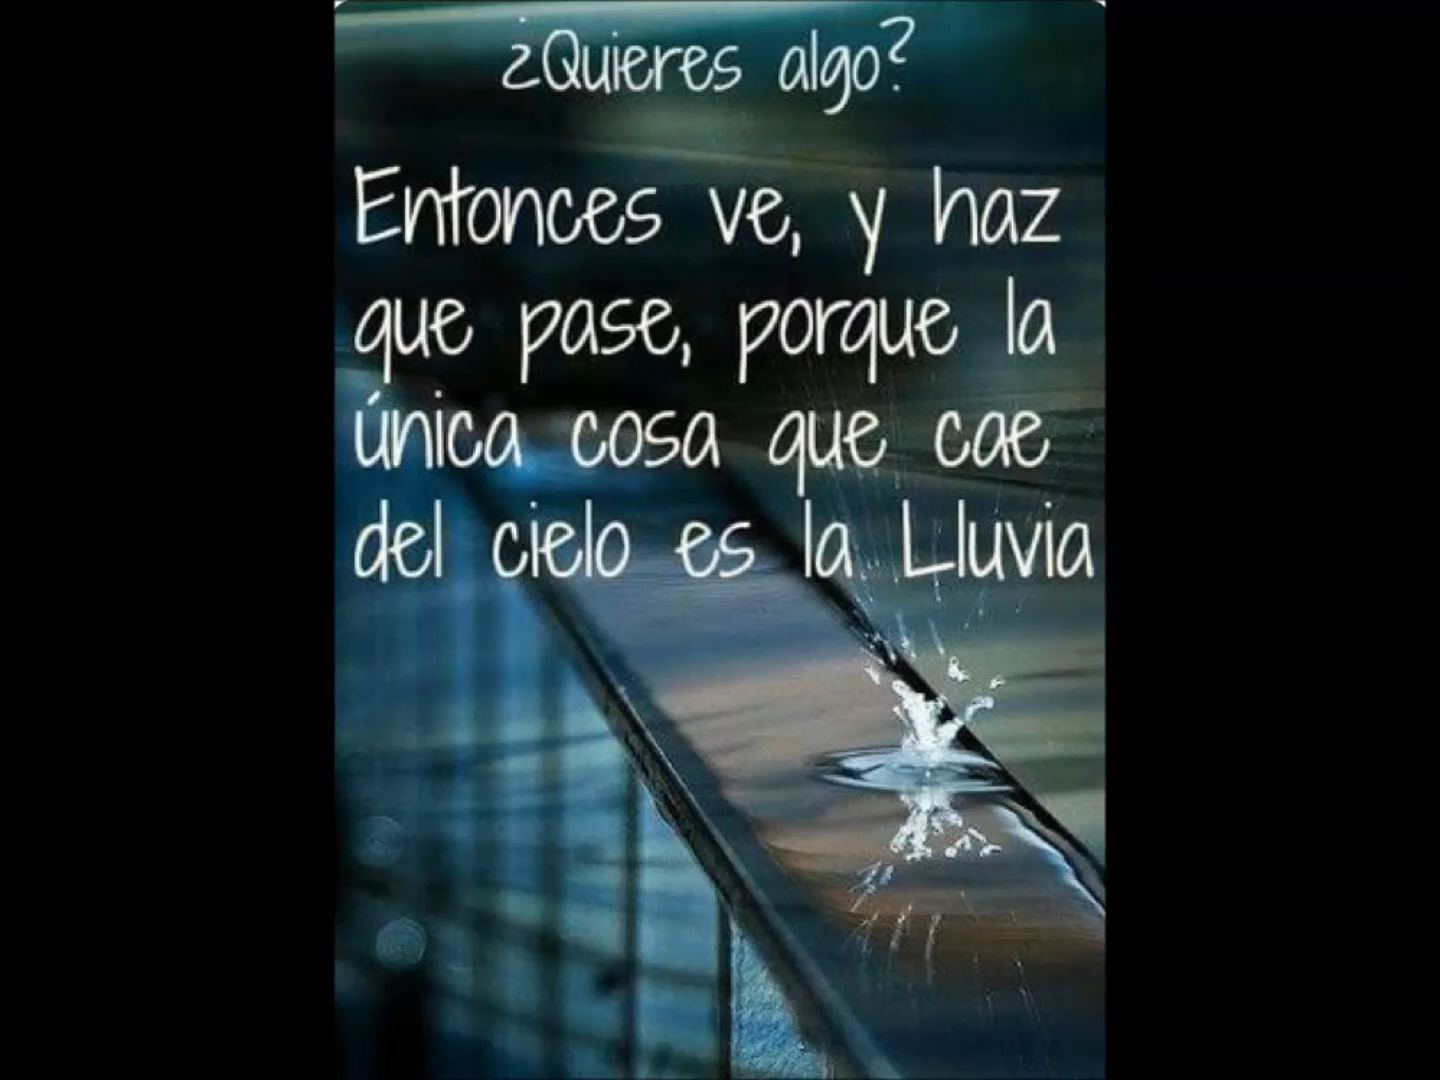 ¿Quieres algo?
Entonces ve, y haz
que pase, porque la
única cosa que cae
del cielo es la Lluvia